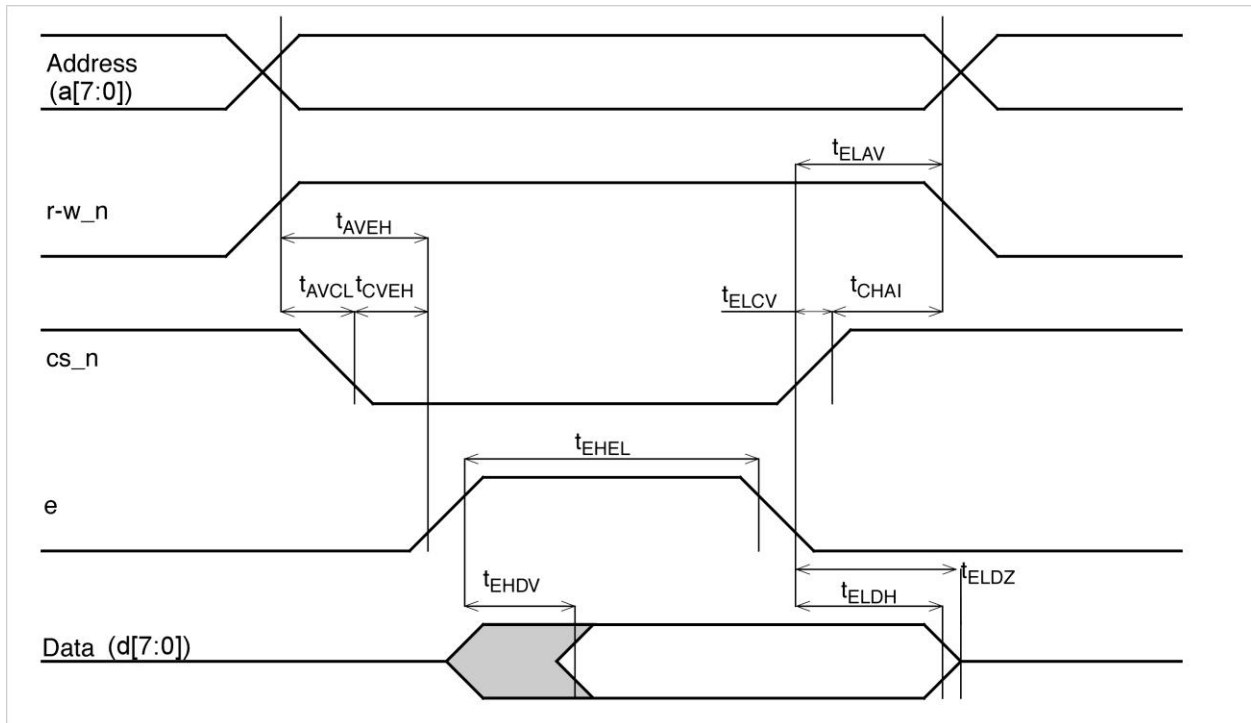 Address
(a[7:0])
tELAV
r-w_n
tAVEH
tAVCL tCVEH
tELCV
tCHAI
cs_n
tEHEL
e
tEHDV
tELDZ
tELDH
Data (d[7:0])